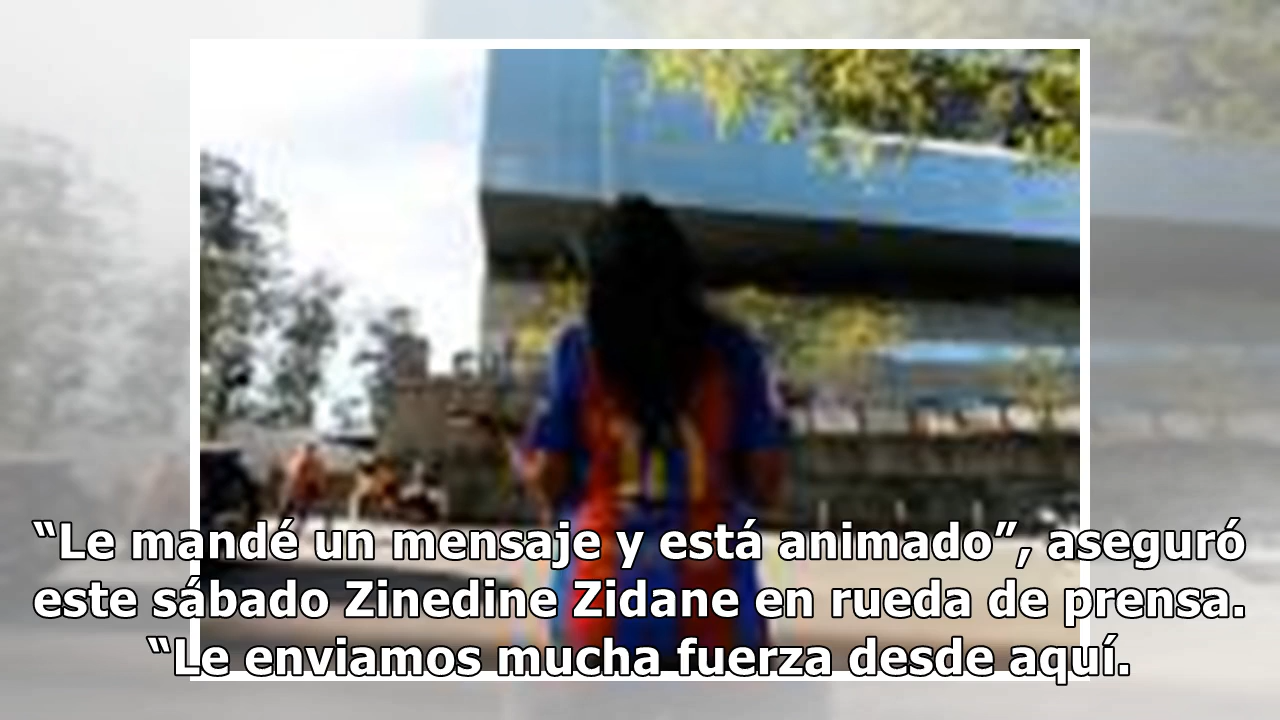 “Le mandé un mensaje y está animado”, aseguró
este sábado Zinedine Zidane en rueda de prensa.
“Le enviamos mucha fuerza desde aquí.